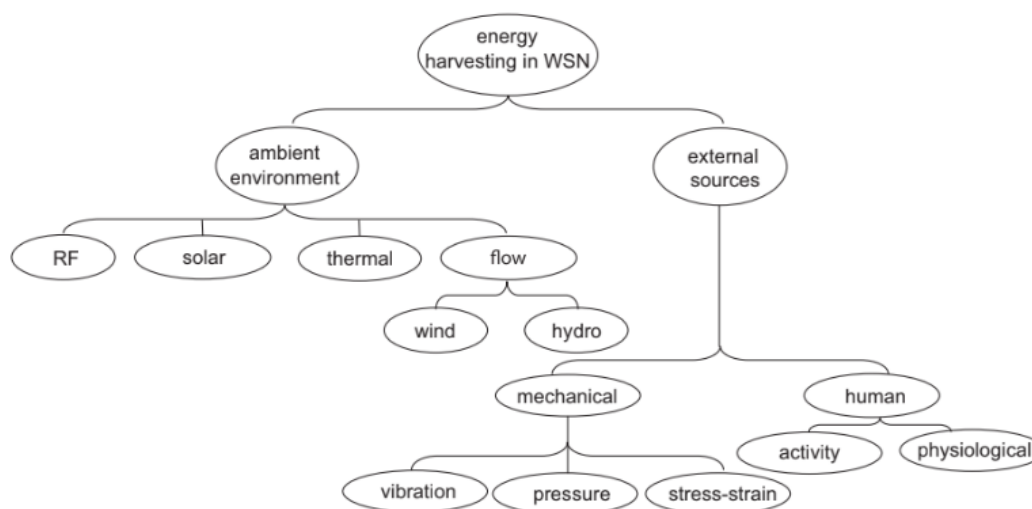 energy
harvesting in WSN
ambient
environment
external
sources
RF
solar
thermal
flow
wind
hydro
mechanical
human
activity
physiological
vibration
pressure
stress-strain